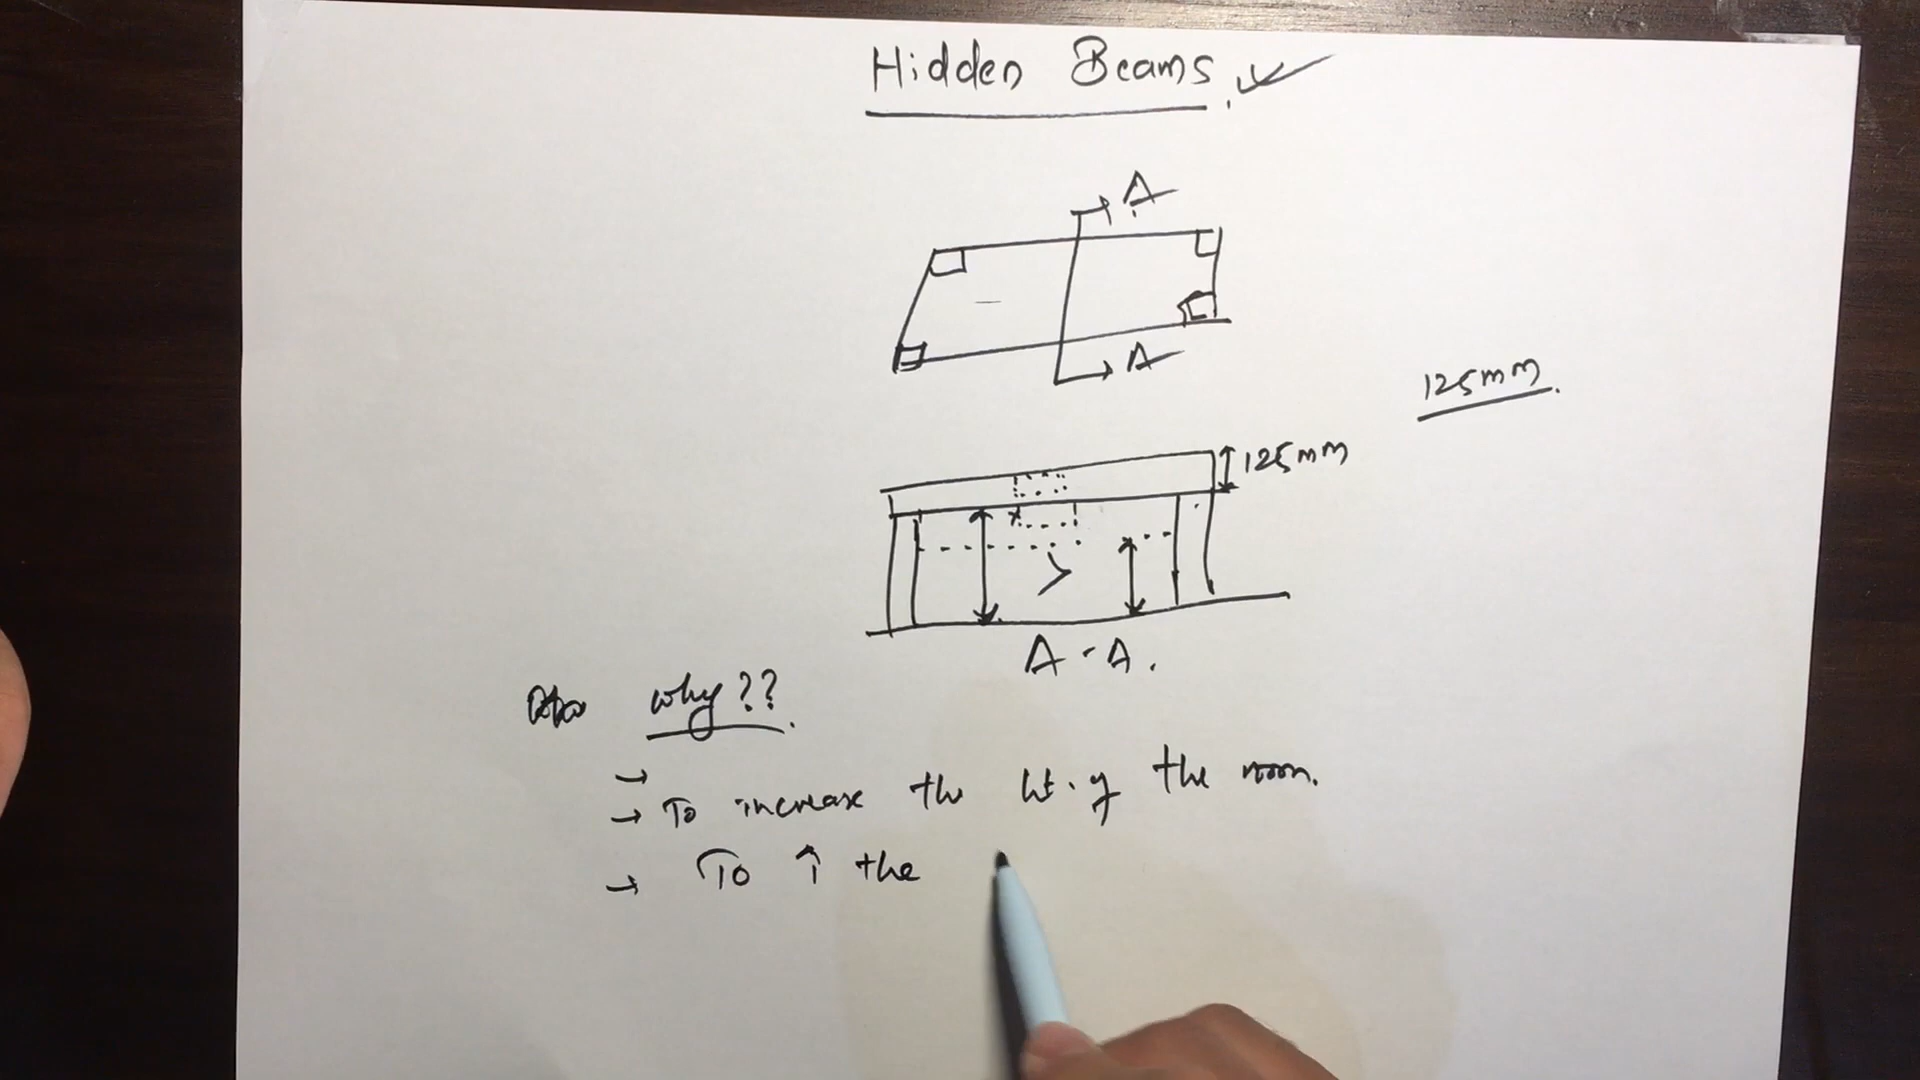 Hidden Beams.
A
A
125mm.
125mm
A-A.
why??
→
→ To increase the ht. of the room.
→ To ↑ the